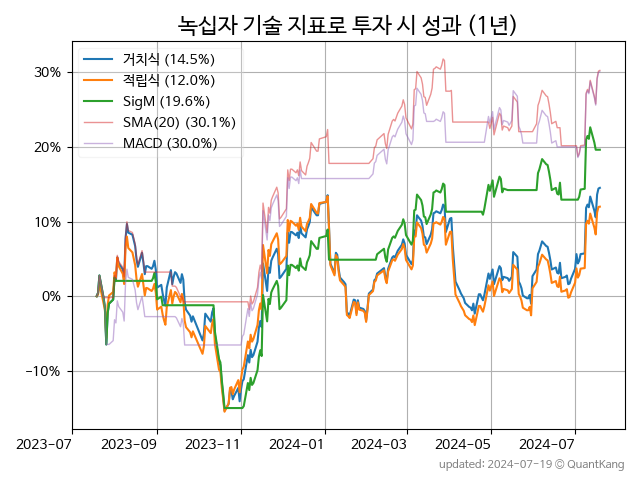 녹십자 기술 지표로 투자 시 성과 (1년)
거치식 (14.5%)
적립식 (12.0%)
SigM (19.6%)
SMA(20) (30.1%)
MACD (30.0%)
30%
20%
10%
0%
−10%
2023-07 2023-09 2023-11 2024-01 2024-03 2024-05 2024-07
updated: 2024-07-19 © QuantKang